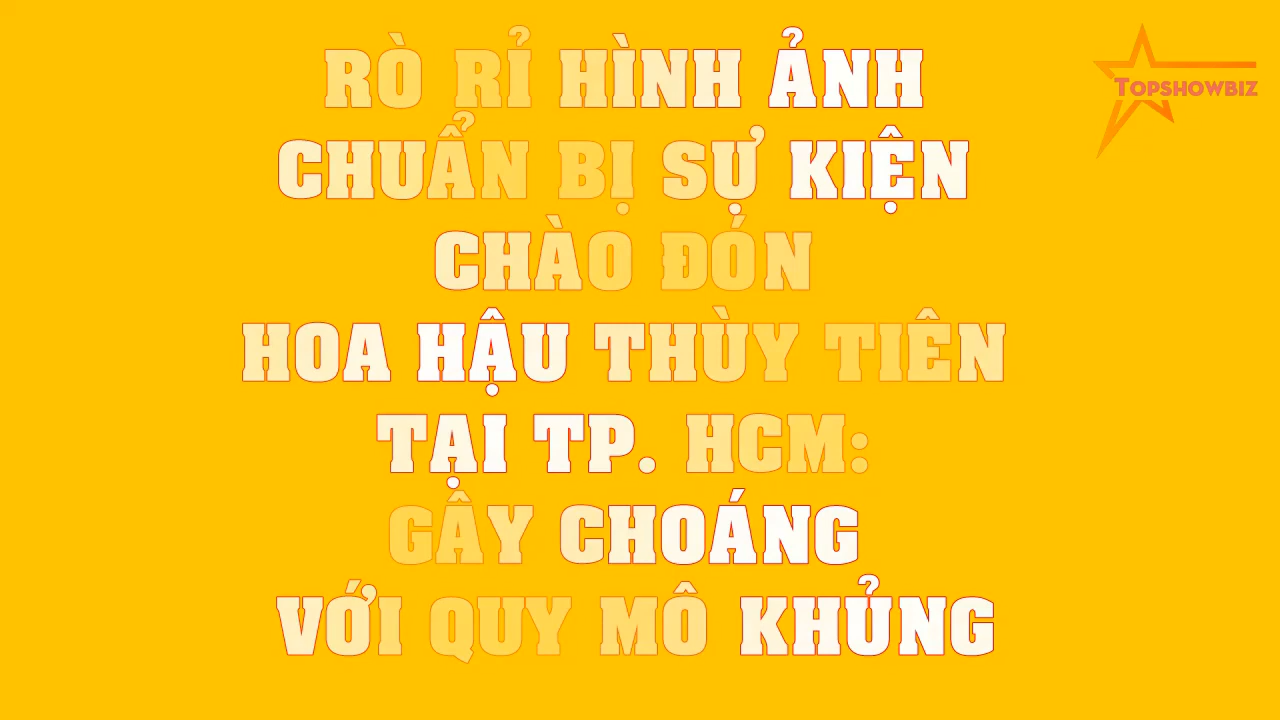 RÒ RỈ HÌNH ẢNH
CHUẨN BỊ SỰ KIỆN
CHÀO ĐÓN
HOA HẬU THÙY TIÊN
TẠI TP. HCM:
GÂY CHOÁNG
VỚI QUY MÔ KHỦNG
TOPSHOWBIZ